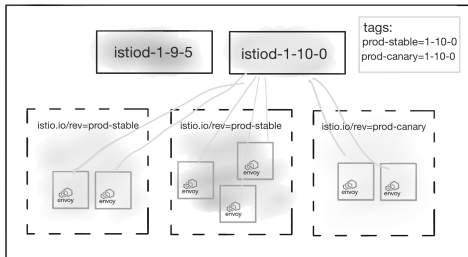 istiod-1-9-5
istiod-1-10-0
tags:
prod-stable=1-10-0
prod-canary=1-10-0
istio.io/rev=prod-stable
istio.io/rev=prod-stable
istio.io/rev=prod-canary
envoy
envoy
envoy
envoy
envoy
envoy
envoy